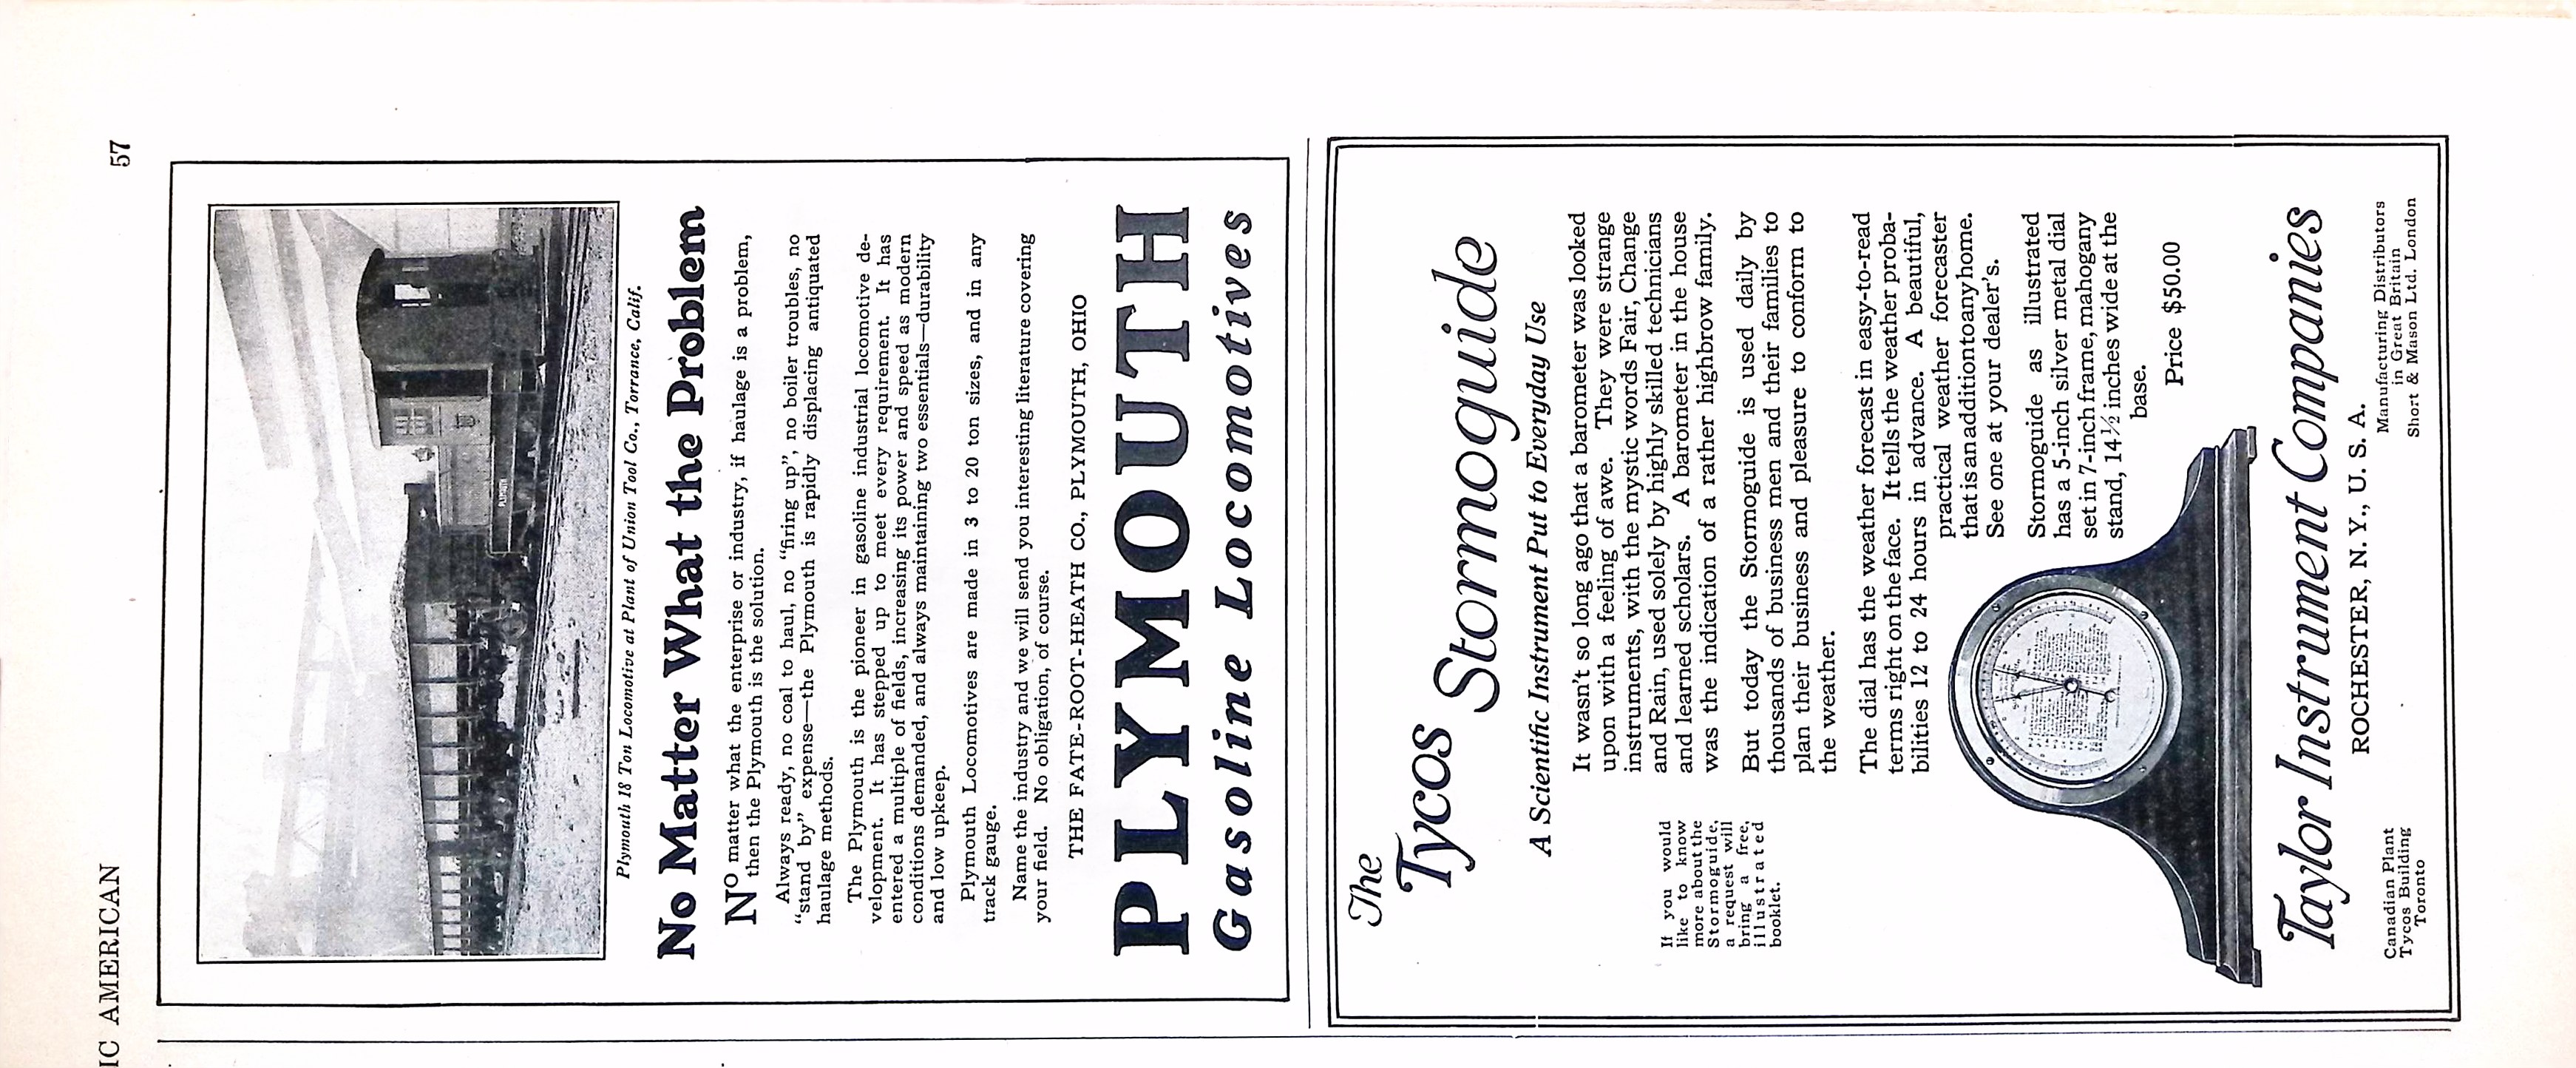 IC AMERICAN
57
PLYMOUTH
Plymouth 18 Ton Locomotive at Plant of Union Tool Co., Torrance, Calif.
No Matter What the Problem
NO matter what the enterprise or industry, if haulage is a problem,
then the Plymouth is the solution.
Always ready, no coal to haul, no "firing up", no boiler troubles, no
"stand by" expense—the Plymouth is rapidly displacing antiquated
haulage methods.
The Plymouth is the pioneer in gasoline industrial locomotive de-
velopment. It has stepped up to meet every requirement. It has
entered a multiple of fields, increasing its power and speed as modern
conditions demanded, and always maintaining two essentials—durability
and low upkeep.
Plymouth Locomotives are made in 3 to 20 ton sizes, and in any
track gauge.
Name the industry and we will send you interesting literature covering
your field. No obligation, of course.
THE FATE-ROOT-HEATH CO., PLYMOUTH, OHIO
PLYMOUTH
Gasoline Locomotives
The
Tycos Stormoguide
A Scientific Instrument Put to Everyday Use
It wasn't so long ago that a barometer was looked
upon with a feeling of awe. They were strange
instruments, with the mystic words Fair, Change
and Rain, used solely by highly skilled technicians
and learned scholars. A barometer in the house
was the indication of a rather highbrow family.
But today the Stormoguide is used daily by
thousands of business men and their families to
plan their business and pleasure to conform to
the weather.
If you would
like to know
more about the
Stormoguide,
a request will
bring a free,
illustrated
booklet.
The dial has the weather forecast in easy-to-read
terms right on the face. It tells the weather proba-
bilities 12 to 24 hours in advance. A beautiful,
practical weather forecaster
that is an addition to any home.
See one at your dealer's.
Stormoguide as illustrated
has a 5-inch silver metal dial
set in 7-inch frame, mahogany
stand, 14½ inches wide at the
base.
Price $50.00
Taylor Instrument Companies
ROCHESTER, N. Y., U. S. A.
Canadian Plant
Tycos Building
Toronto
Manufacturing Distributors
in Great Britain
Short & Mason Ltd. London